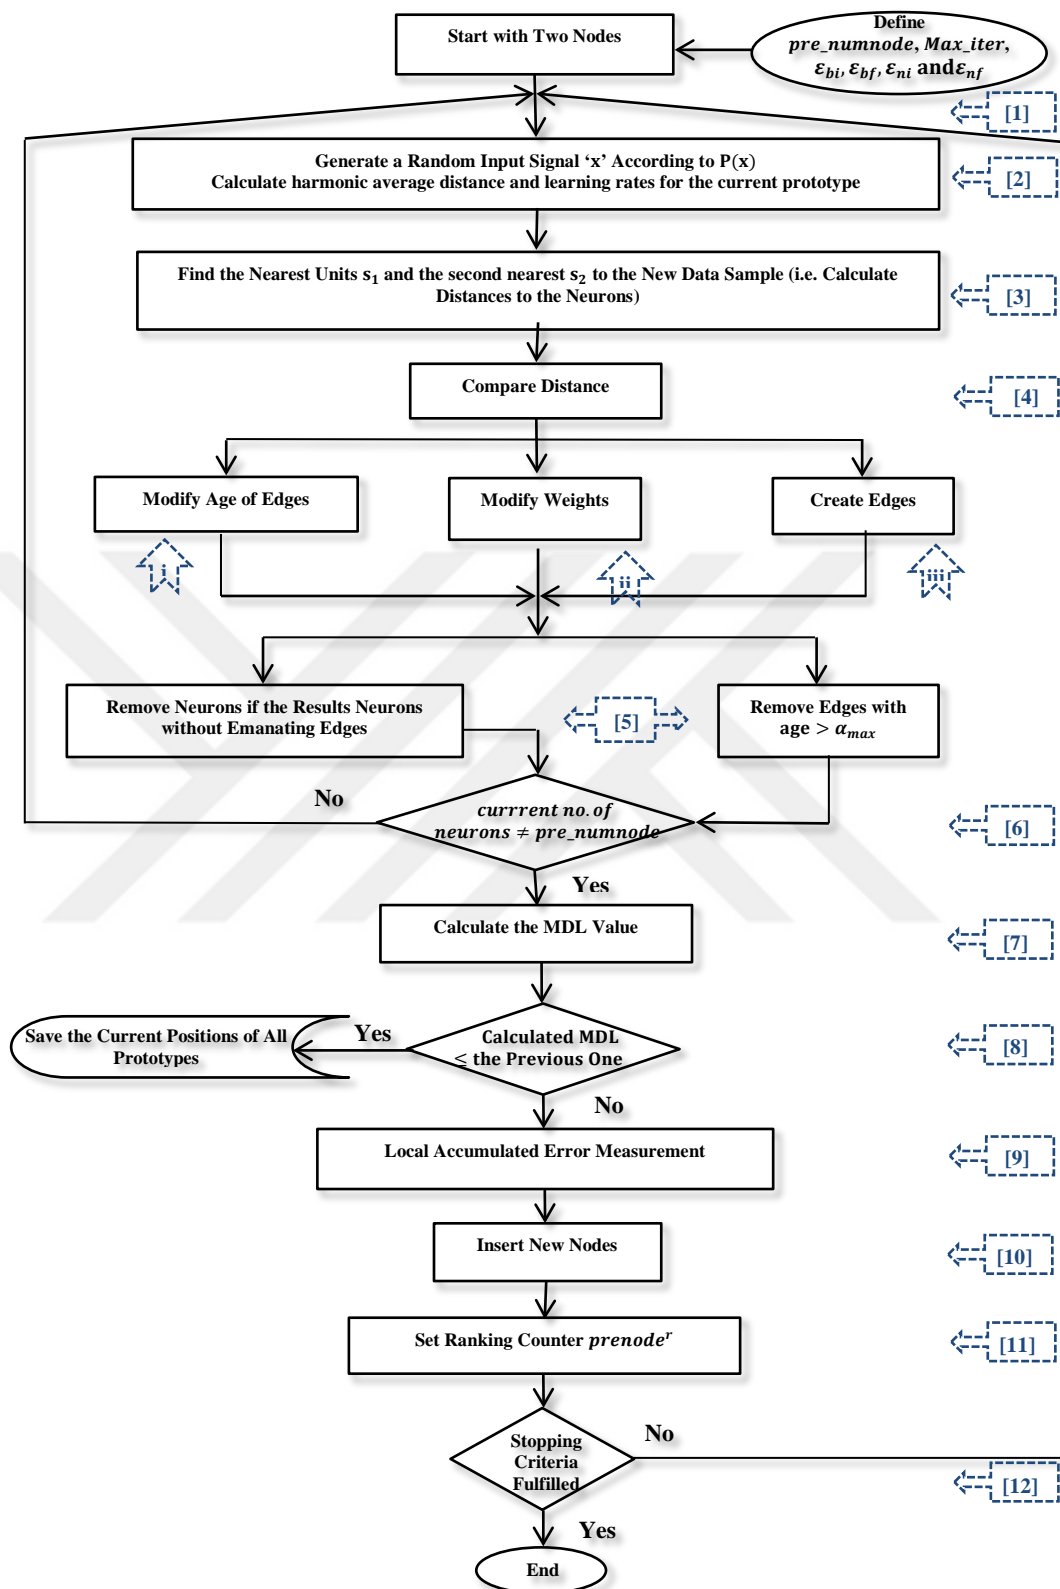 Start with Two Nodes
Define
pre_numnode, Max_iter,
ε_bi, ε_bf, ε_ni and ε_nf
[1]
Generate a Random Input Signal ‘x’ According to P(x)
Calculate harmonic average distance and learning rates for the current prototype
[2]
Find the Nearest Units s₁ and the second nearest s₂ to the New Data Sample (i.e. Calculate
Distances to the Neurons)
[3]
Compare Distance
[4]
Modify Age of Edges
Modify Weights
Create Edges
i
ii
iii
Remove Neurons if the Results Neurons
without Emanating Edges
[5]
Remove Edges with
age > α_max
No
currrent no. of
neurons ≠ pre_numnode
[6]
Yes
Calculate the MDL Value
[7]
Save the Current Positions of All
Prototypes
Yes
Calculated MDL
≤ the Previous One
[8]
No
Local Accumulated Error Measurement
[9]
Insert New Nodes
[10]
Set Ranking Counter prenodeʳ
[11]
Stopping
Criteria
Fulfilled
No
[12]
Yes
End